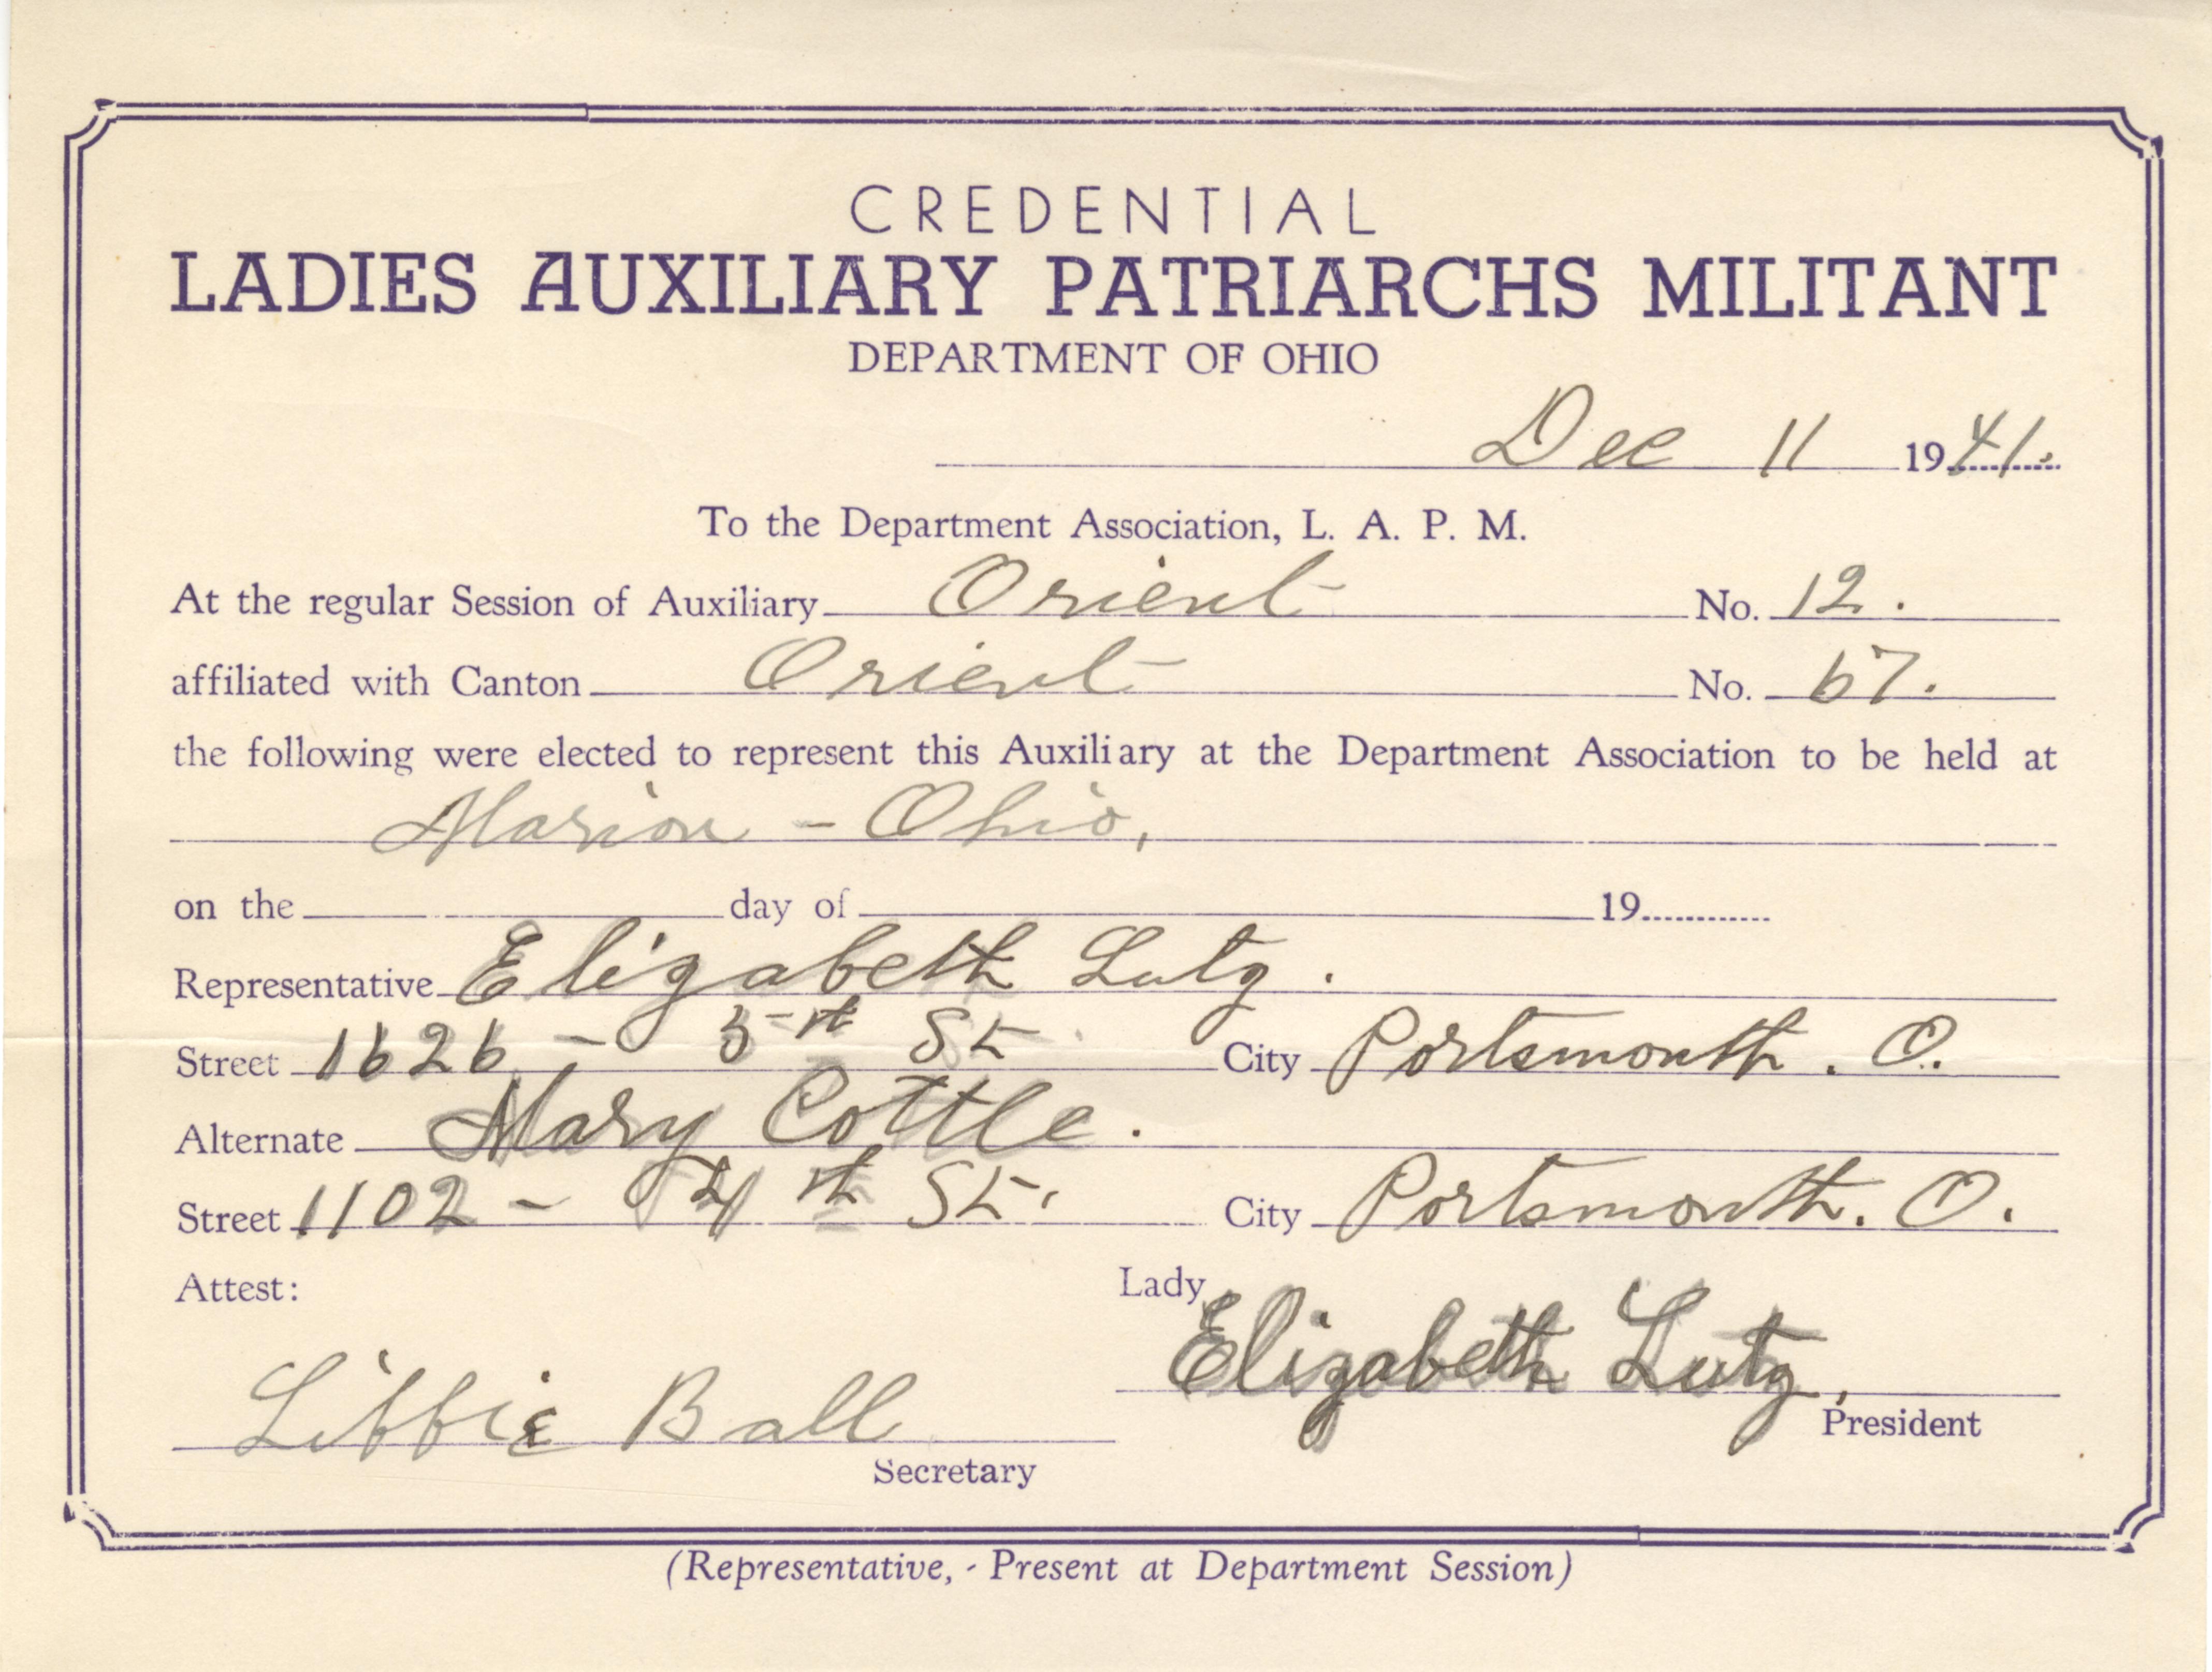 CREDENTIAL
LADIES AUXILIARY PATRIARCHS MILITANT
DEPARTMENT OF OHIO
Dec 11 1941.
To the Department Association, L. A. P. M.
At the regular Session of Auxiliary Orient No. 12.
affiliated with Canton Orient No. 67.
the following were elected to represent this Auxiliary at the Department Association to be held at
Marion - Ohio,
on the day of 19
Representative Elizabeth Lutz.
Street 1626 - 5th St City Portsmouth. O.
Alternate Mary Cottle.
Street 1102 - 4th St. City Portsmouth. O.
Attest: Lady
Elizabeth Lutz,
President
Libbie Ball
Secretary
(Representative, - Present at Department Session)